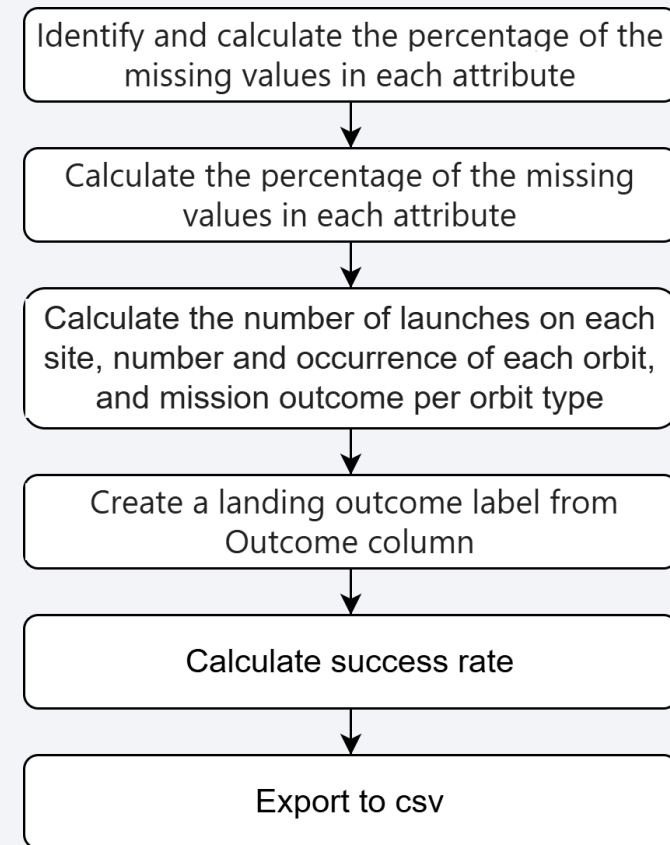 Identify and calculate the percentage of the
missing values in each attribute
Calculate the percentage of the missing
values in each attribute
Calculate the number of launches on each
site, number and occurrence of each orbit,
and mission outcome per orbit type
Create a landing outcome label from
Outcome column
Calculate success rate
Export to csv